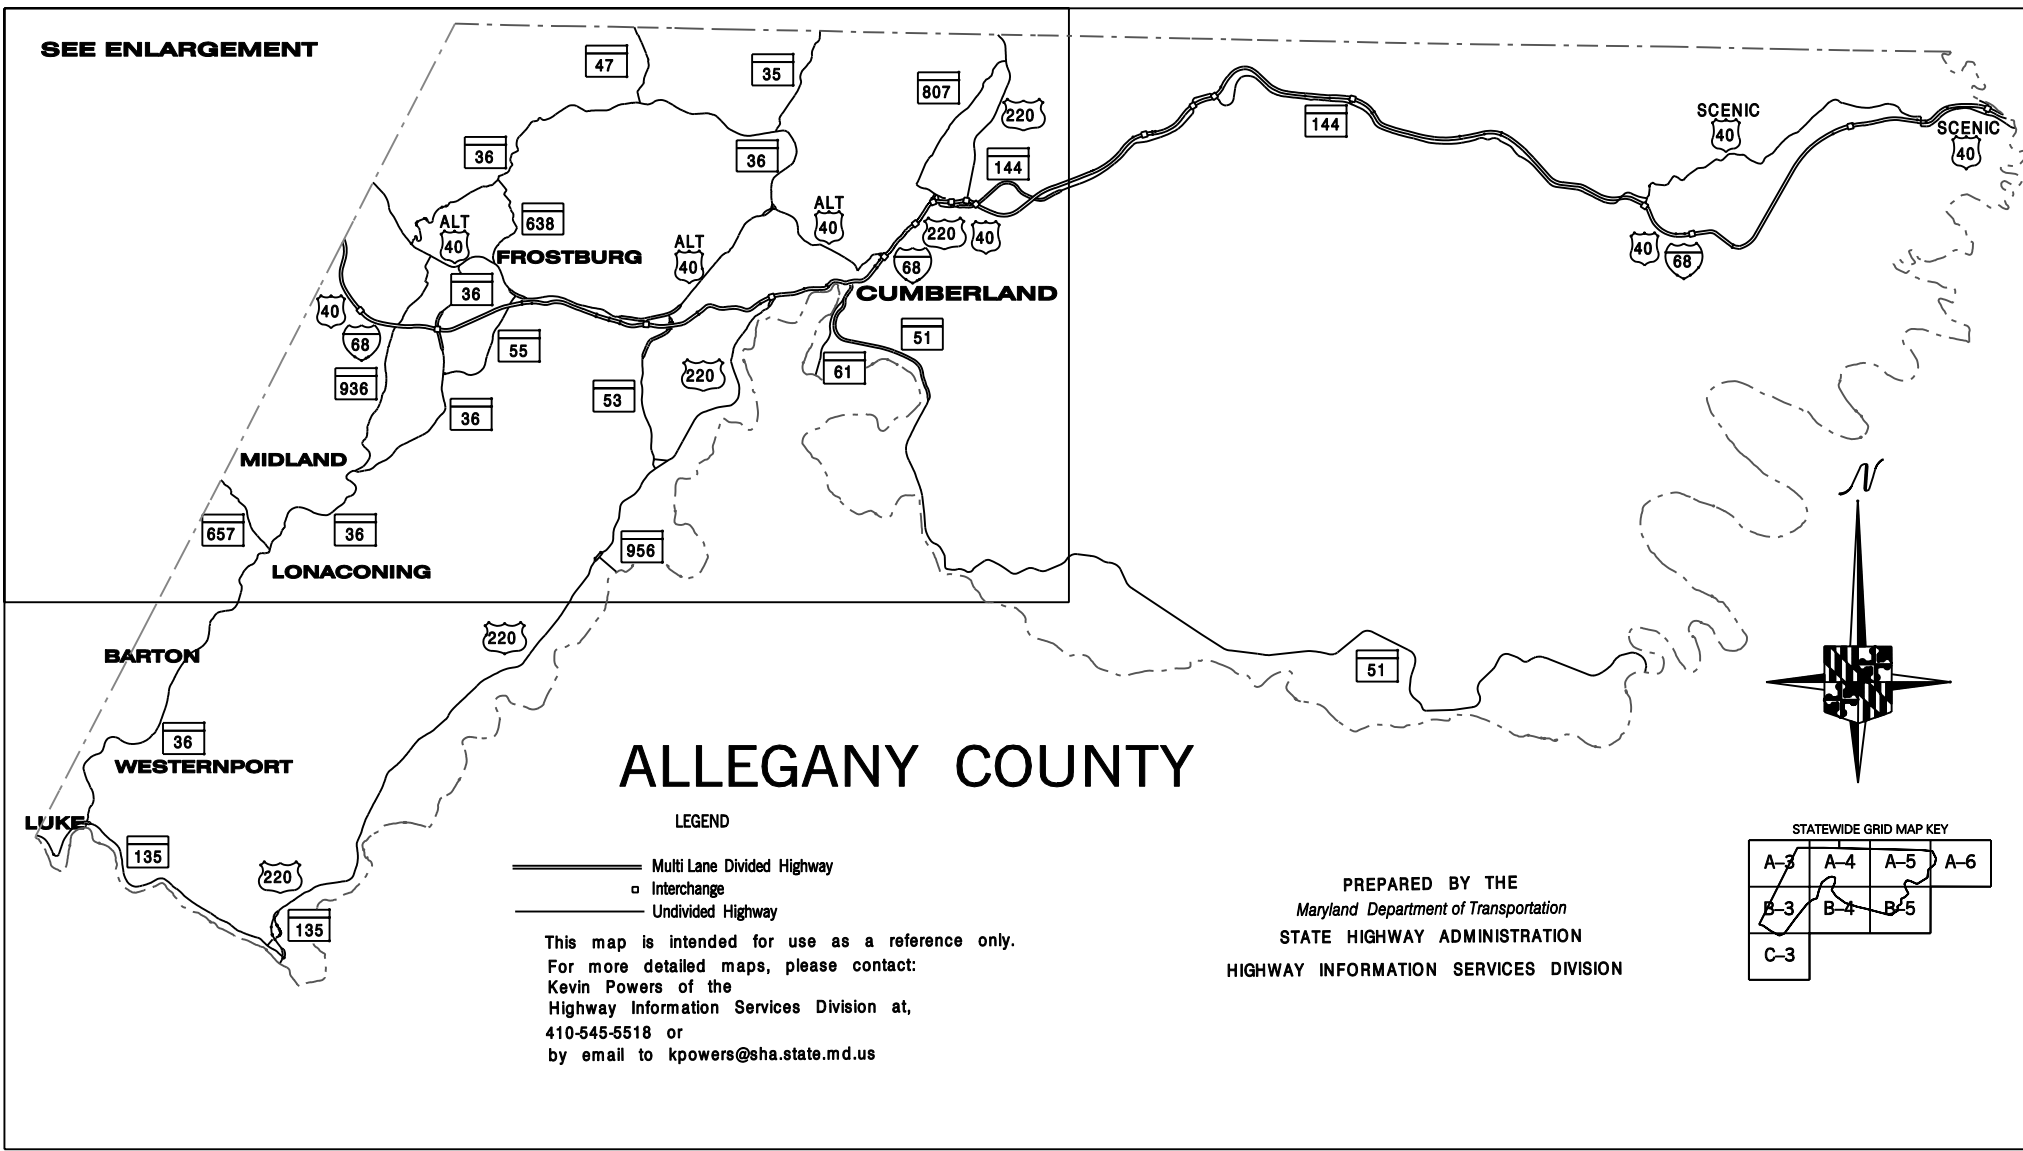 SEE ENLARGEMENT
47
35
807
220
144
SCENIC
40
SCENIC
40
36
36
144
638
ALT
40
ALT
40
ALT
40
FROSTBURG
220
40
68
40
68
36
CUMBERLAND
40
68
55
51
936
220
61
53
36
MIDLAND
N
657
36
956
LONACONING
220
BARTON
51
36
WESTERNPORT
ALLEGANY COUNTY
LUKE
LEGEND
STATEWIDE GRID MAP KEY
135
Multi Lane Divided Highway
A-3 A-4 A-5 A-6
220
Interchange
PREPARED BY THE
Undivided Highway
Maryland Department of Transportation
B-3 B-4 B-5
135
This map is intended for use as a reference only.
STATE HIGHWAY ADMINISTRATION
For more detailed maps, please contact:
HIGHWAY INFORMATION SERVICES DIVISION
C-3
Kevin Powers of the
Highway Information Services Division at,
410-545-5518 or
by email to kpowers@sha.state.md.us